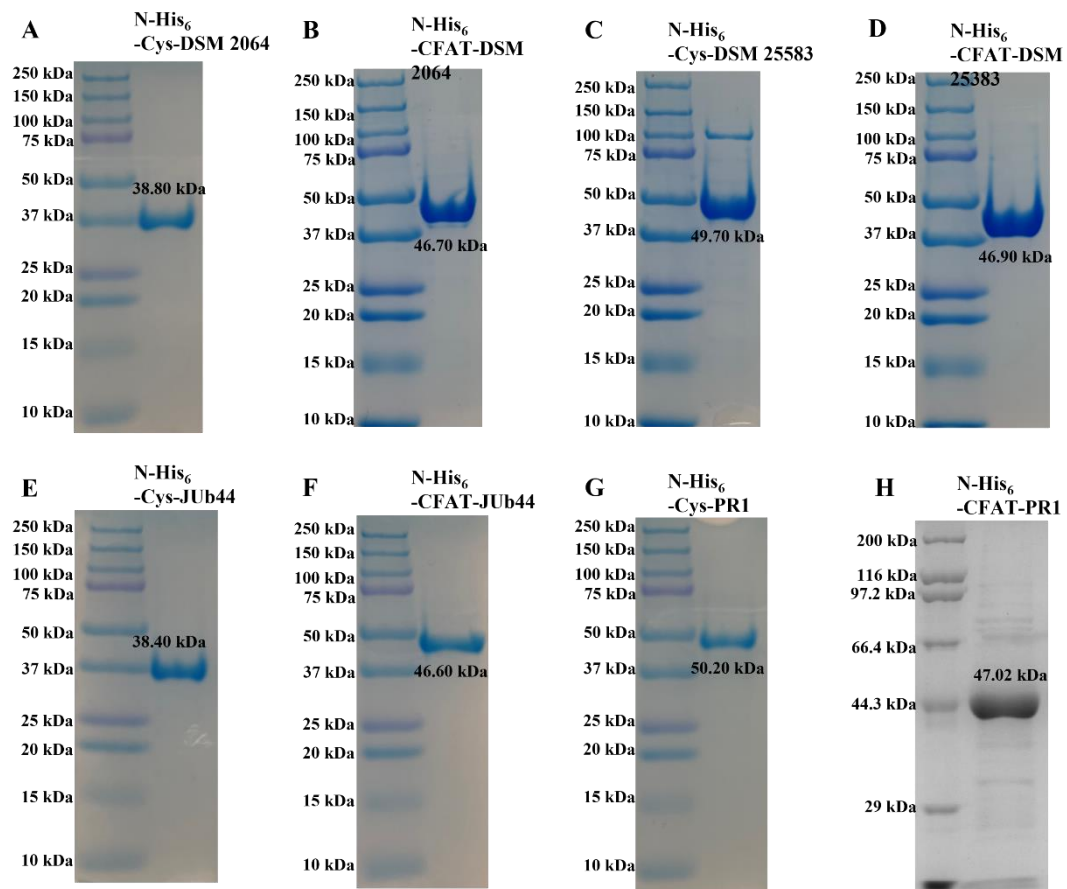 A
N-His6
-Cys-DSM 2064
250 kDa
150 kDa
100 kDa
75 kDa
50 kDa
38.80 kDa
37 kDa
25 kDa
20 kDa
15 kDa
10 kDa
B
N-His6
-CFAT-DSM
2064
250 kDa
150 kDa
100 kDa
75 kDa
50 kDa
37 kDa
46.70 kDa
25 kDa
20 kDa
15 kDa
10 kDa
C
N-His6
-Cys-DSM 25583
250 kDa
150 kDa
100 kDa
75 kDa
50 kDa
37 kDa
49.70 kDa
25 kDa
20 kDa
15 kDa
10 kDa
D
N-His6
-CFAT-DSM
25383
250 kDa
150 kDa
100 kDa
75 kDa
50 kDa
37 kDa
46.90 kDa
25 kDa
20 kDa
15 kDa
10 kDa
E
N-His6
-Cys-JUb44
250 kDa
150 kDa
100 kDa
75 kDa
50 kDa
38.40 kDa
37 kDa
25 kDa
20 kDa
15 kDa
10 kDa
F
N-His6
-CFAT-JUb44
250 kDa
150 kDa
100 kDa
75 kDa
50 kDa
37 kDa
46.60 kDa
25 kDa
20 kDa
15 kDa
10 kDa
G
N-His6
-Cys-PR1
250 kDa
150 kDa
100 kDa
75 kDa
50 kDa
37 kDa
50.20 kDa
25 kDa
20 kDa
15 kDa
10 kDa
H
N-His6
-CFAT-PR1
200 kDa
116 kDa
97.2 kDa
66.4 kDa
47.02 kDa
44.3 kDa
29 kDa